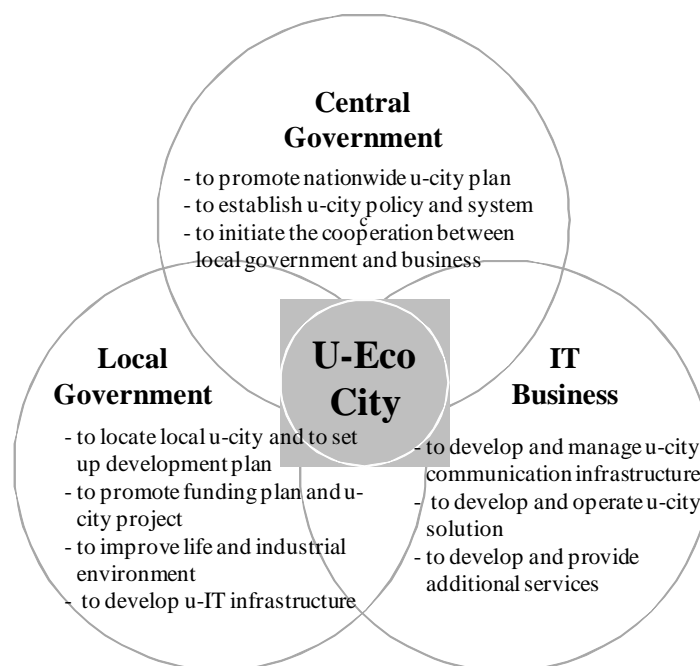 Central
Government
- to promote nationwide u-city plan
- to establish u-city policy and system
c
- to initiate the cooperation between
local government and business
U-Eco
City
Local
Government
- to locate local u-city and to set
up development plan
- to promote funding plan and u-
city project
- to improve life and industrial
environment
- to develop u-IT infrastructure
IT
Business
- to develop and manage u-city
communication infrastructure
- to develop and operate u-city
solution
- to develop and provide
additional services